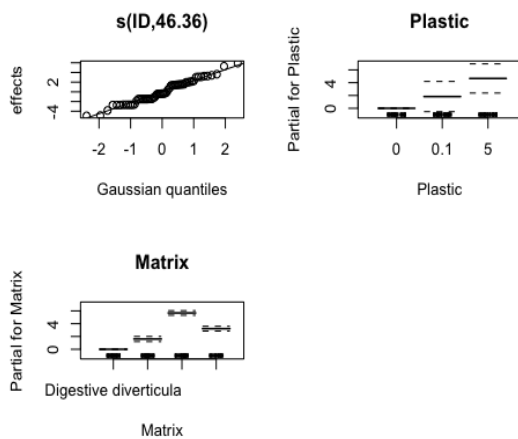 s(ID,46.36)
effects
-4 0 2
-2 -1 0 1 2
Gaussian quantiles
Plastic
Partial for Plastic
0 4
0 0.1 5
Plastic
Matrix
Partial for Matrix
0 4
Digestive diverticula
Matrix